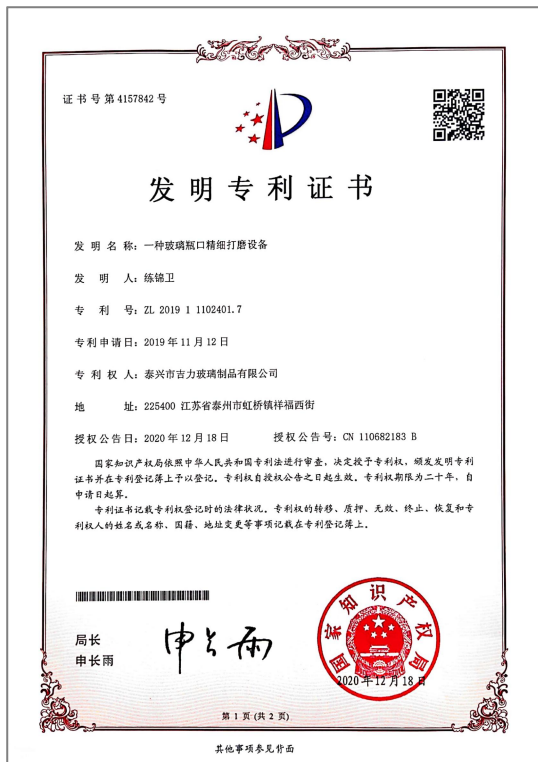 证书号第4157842号
发明专利证书
发明名称：一种玻璃瓶口精细打磨设备
发明人：练锦卫
专利号：ZL 2019 1 1102401.7
专利申请日：2019年11月12日
专利权人：泰兴市吉力玻璃制品有限公司
地址：225400 江苏省泰州市虹桥镇祥福西街
授权公告日：2020年12月18日 授权公告号：CN 110682183 B
国家知识产权局依照中华人民共和国专利法进行审查，决定授予专利权，颁发发明专利
证书并在专利登记簿上予以登记。专利权自授权公告之日起生效。专利权期限为二十年，自
申请日起算。
专利证书记载专利权登记时的法律状况。专利权的转移、质押、无效、终止、恢复和专
利权人的姓名或名称、国籍、地址变更等事项记载在专利登记簿上。
局长
申长雨
申长雨
国家知识产权局
2020年12月18日
第 1 页 (共 2 页)
其他事项参见背面